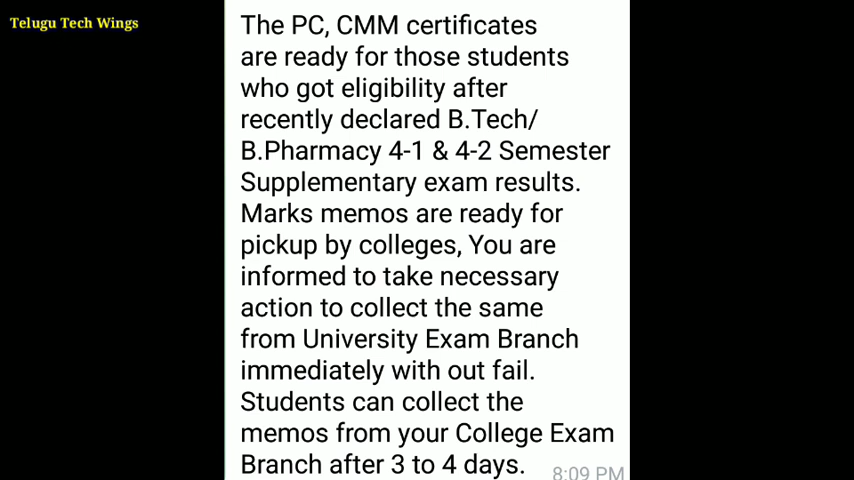 Telugu Tech Wings
The PC, CMM certificates
are ready for those students
who got eligibility after
recently declared B.Tech/
B.Pharmacy 4-1 & 4-2 Semester
Supplementary exam results.
Marks memos are ready for
pickup by colleges, You are
informed to take necessary
action to collect the same
from University Exam Branch
immediately with out fail.
Students can collect the
memos from your College Exam
Branch after 3 to 4 days.
8:09 PM